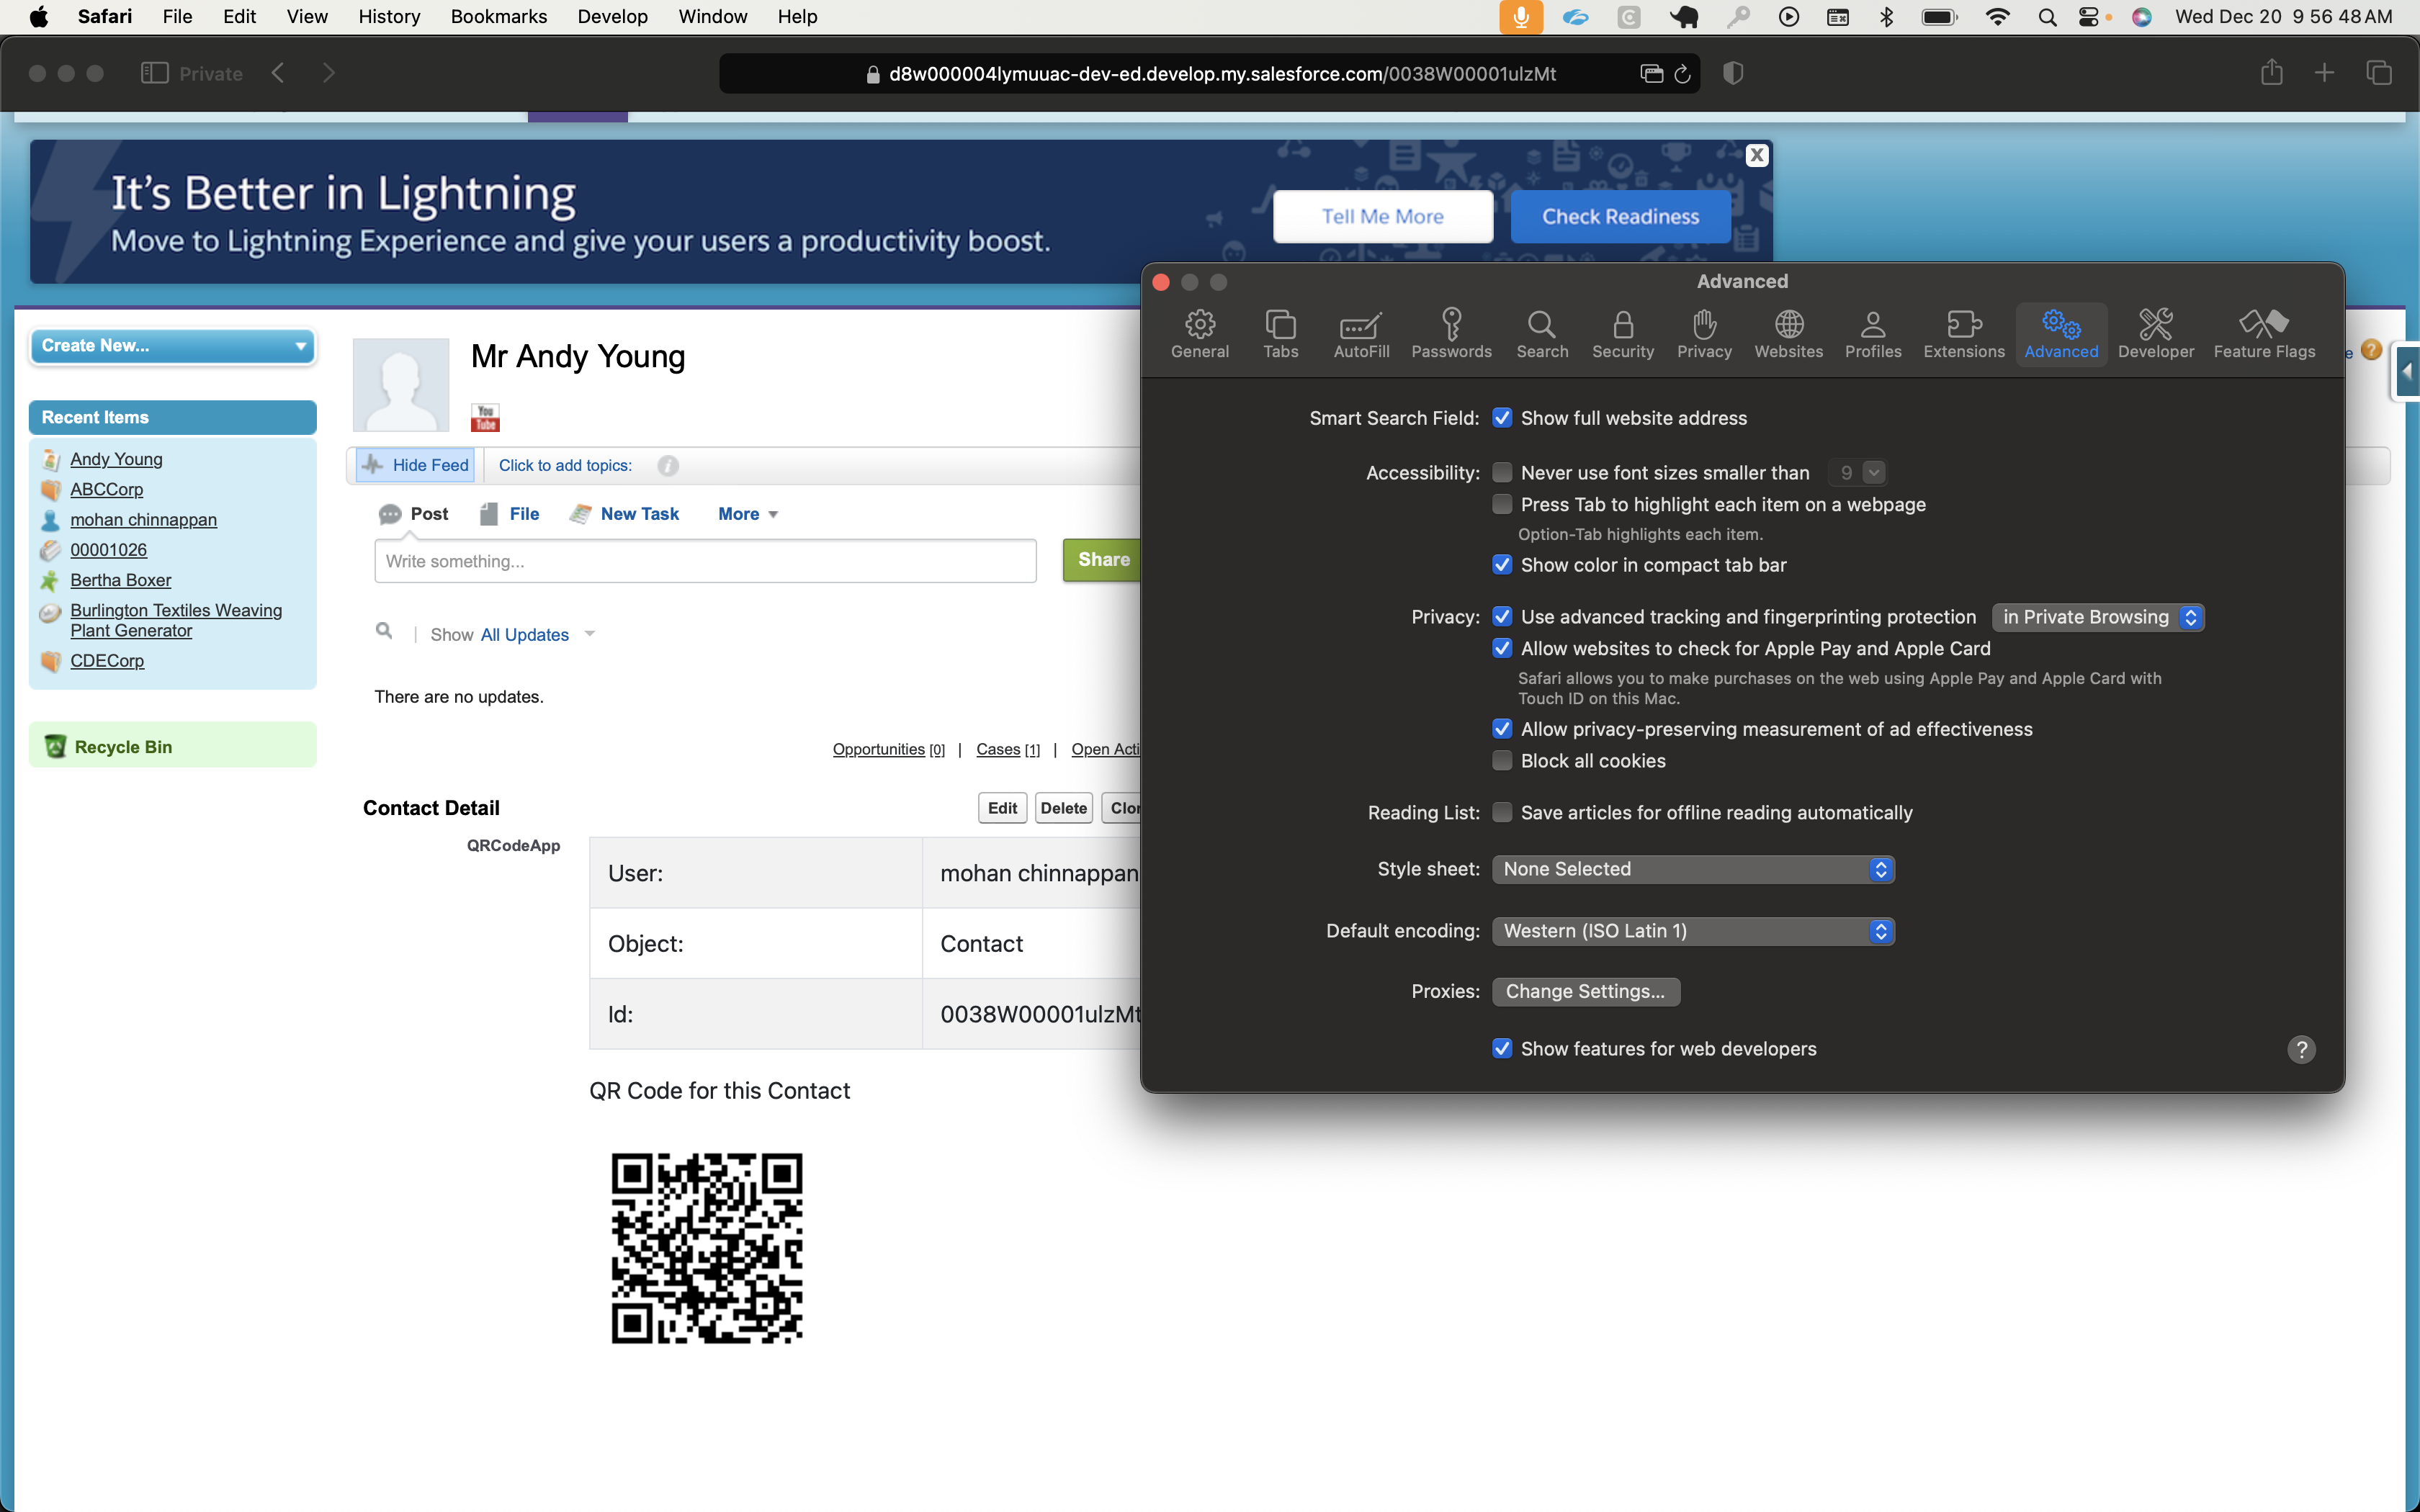 Safari File Edit View History Bookmarks Develop Window Help
Wed Dec 20 9 56 48 AM
Private
d8w000004lymuuac-dev-ed.develop.my.salesforce.com/0038W00001ulzMt
It's Better in Lightning
Move to Lightning Experience and give your users a productivity boost.
Tell Me More
Check Readiness
X
Create New...
Recent Items
Andy Young
ABCCorp
mohan chinnappan
00001026
Bertha Boxer
Burlington Textiles Weaving
Plant Generator
CDECorp
Recycle Bin
Mr Andy Young
You
Tube
Hide Feed
Click to add topics:
Post
File
New Task
More
Write something...
Share
Show All Updates
There are no updates.
Opportunities [0] | Cases [1] | Open Acti
Contact Detail
Edit
Delete
Clo
QRCodeApp
User: mohan chinnappan
Object: Contact
Id: 0038W00001ulzMt
QR Code for this Contact
Advanced
General Tabs AutoFill Passwords Search Security Privacy Websites Profiles Extensions Advanced Developer Feature Flags
Smart Search Field: Show full website address
Accessibility: Never use font sizes smaller than 9
Press Tab to highlight each item on a webpage
Option-Tab highlights each item.
Show color in compact tab bar
Privacy: Use advanced tracking and fingerprinting protection in Private Browsing
Allow websites to check for Apple Pay and Apple Card
Safari allows you to make purchases on the web using Apple Pay and Apple Card with
Touch ID on this Mac.
Allow privacy-preserving measurement of ad effectiveness
Block all cookies
Reading List: Save articles for offline reading automatically
Style sheet: None Selected
Default encoding: Western (ISO Latin 1)
Proxies: Change Settings...
Show features for web developers
?
e ?